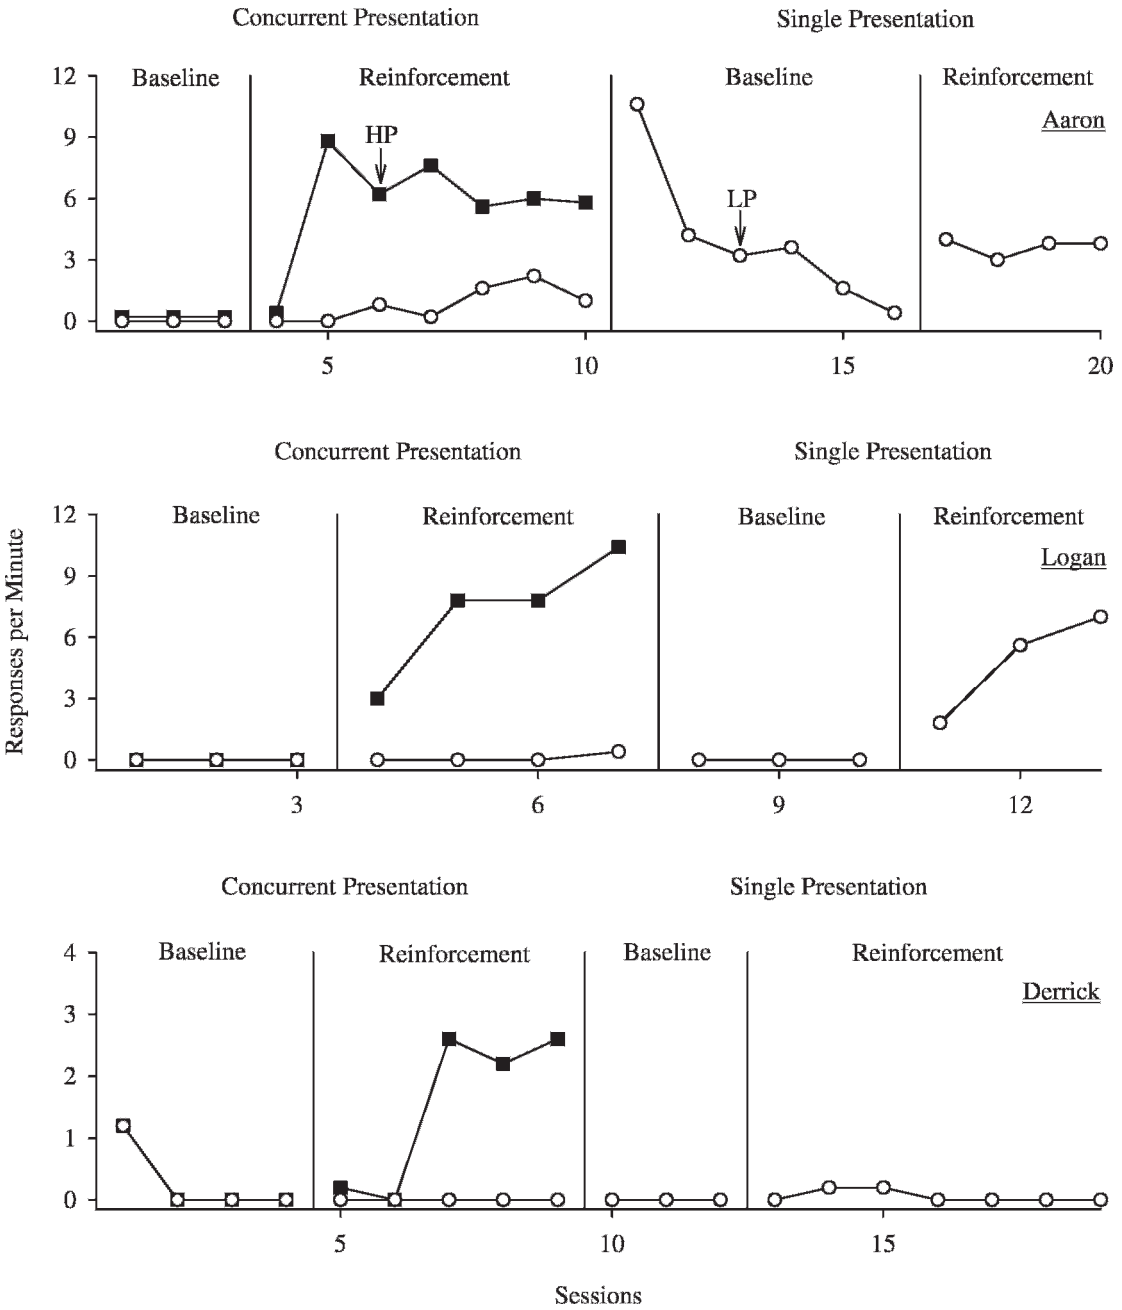 Concurrent Presentation Single Presentation
12 Baseline Reinforcement Baseline Reinforcement
Aaron
9 HP
6 LP
3
0
5 10 15 20
Concurrent Presentation Single Presentation
12 Baseline Reinforcement Baseline Reinforcement
Logan
9
6
3
0
3 6 9 12
Responses per Minute
Concurrent Presentation Single Presentation
4 Baseline Reinforcement Baseline Reinforcement
Derrick
3
2
1
0
5 10 15
Sessions